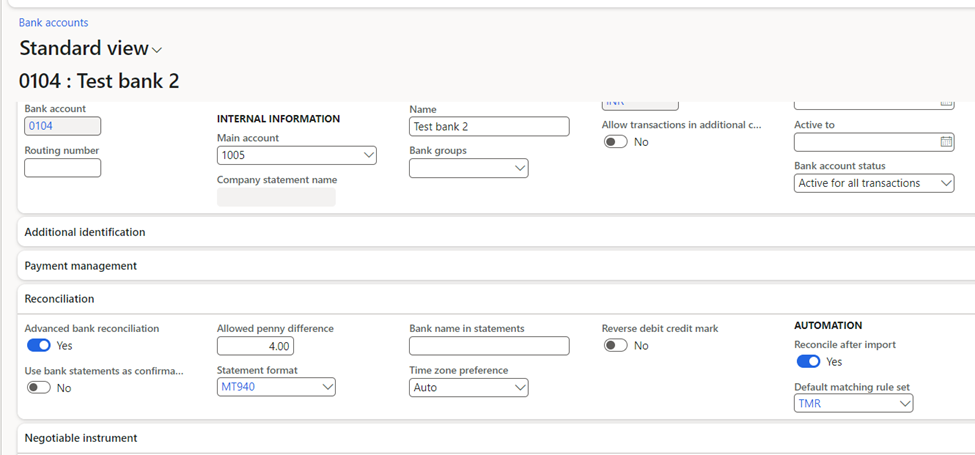 Bank accounts
Standard view
0104 : Test bank 2
Bank account
0104
Routing number
INTERNAL INFORMATION
Main account
1005
Company statement name
Name
Test bank 2
Bank groups
INR
Allow transactions in additional c...
No
Active to
Bank account status
Active for all transactions
Additional identification
Payment management
Reconciliation
Advanced bank reconciliation
Yes
Use bank statements as confirma...
No
Allowed penny difference
4.00
Statement format
MT940
Bank name in statements
Time zone preference
Auto
Reverse debit credit mark
No
AUTOMATION
Reconcile after import
Yes
Default matching rule set
TMR
Negotiable instrument